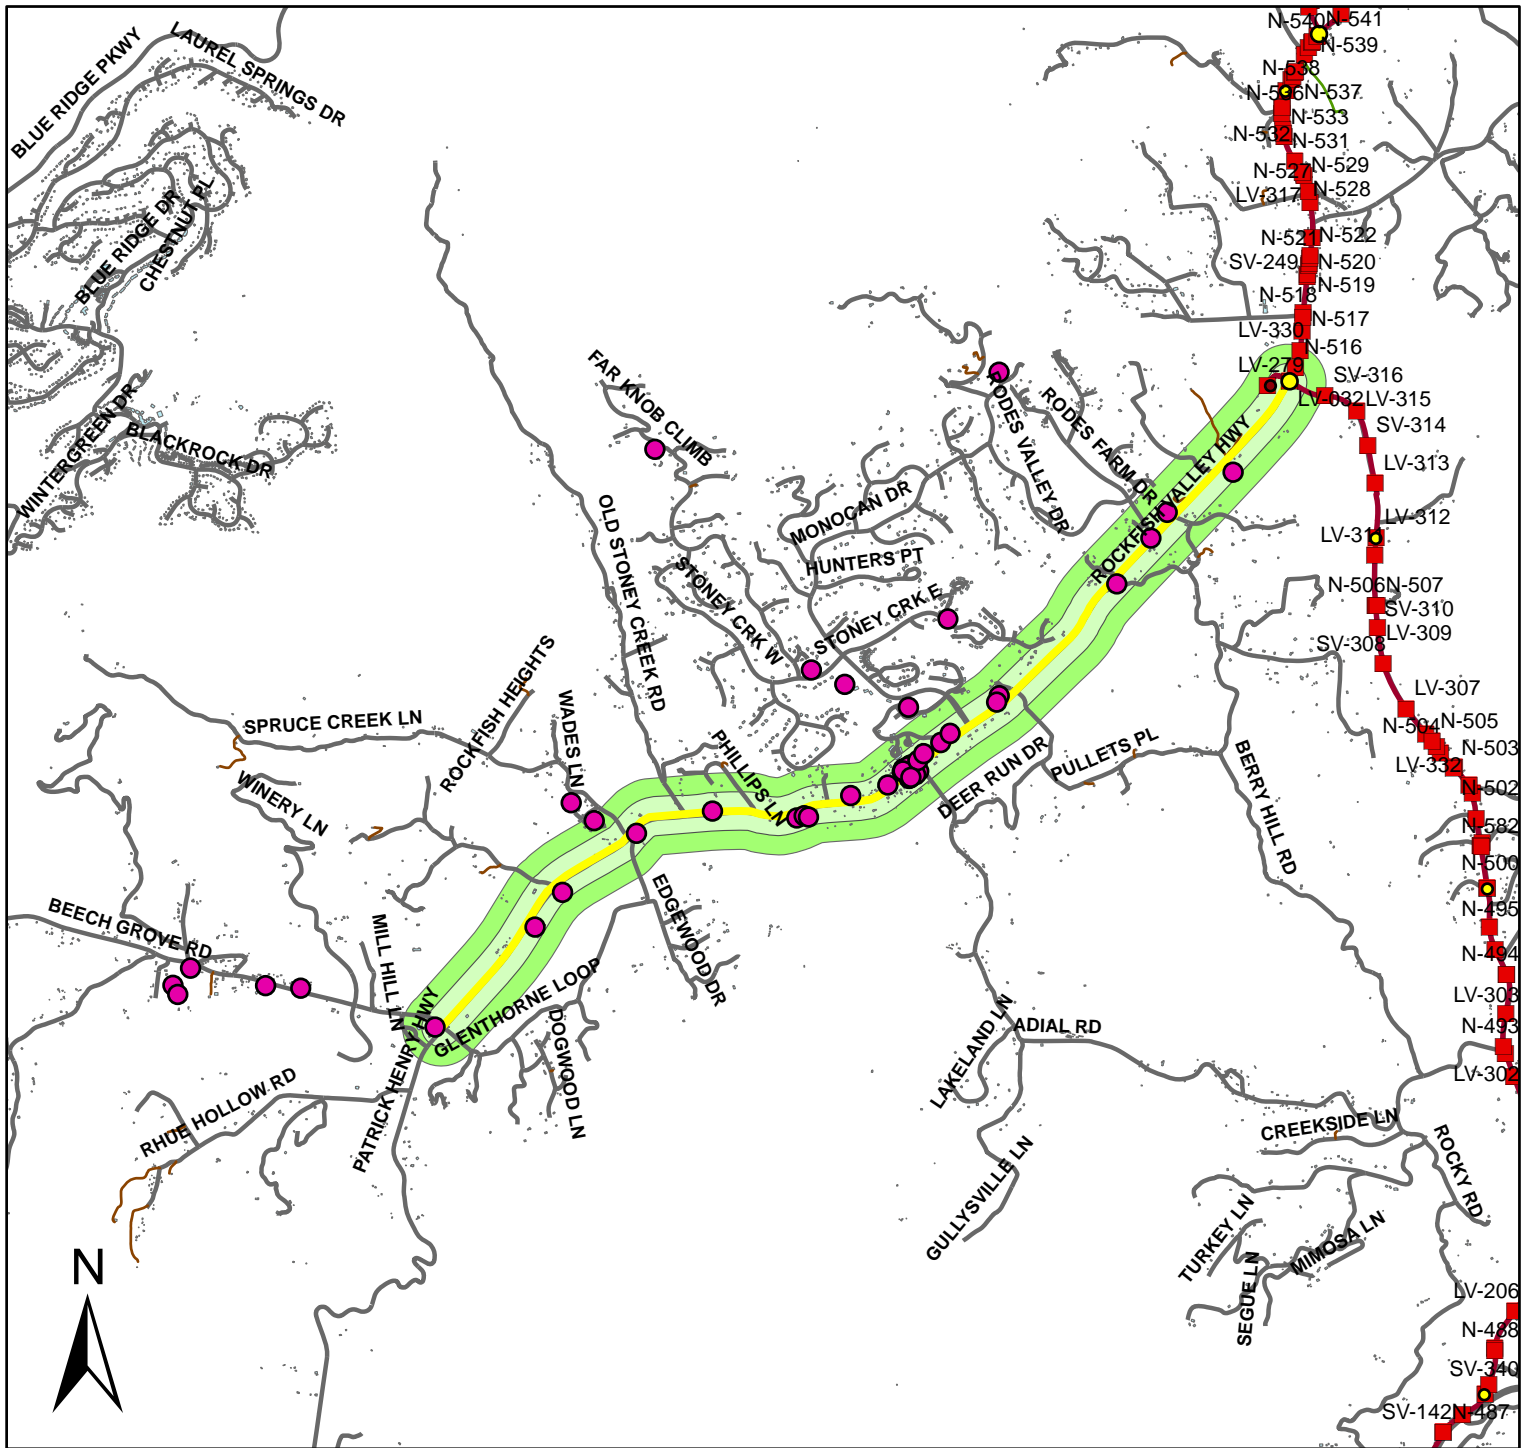 N-540 N-541
BLUE RIDGE PKWY
LAUREL SPRINGS DR
N-539
N-538
N-537
N-533
N-532
N-531
N-529
N-527
N-528
LV-317
BLUE RIDGE DR
CHESTNUT PL
N-521 N-522
SV-249 N-520
N-519
N-518
N-517
LV-330
N-516
LV-279
SV-316
LV-032 LV-315
SV-314
LV-313
LV-312
LV-311
N-506 N-507
SV-310
LV-309
SV-308
LV-307
N-504 N-505
N-503
LV-332
N-502
N-582
N-500
N-495
N-494
LV-303
N-493
LV-302
WINTERGREEN DR
BLACKROCK DR
FAR KNOB CLIMB
RODES VALLEY DR
RODES FARM DR
ROCKFISH VALLEY HWY
MONOCAN DR
HUNTERS PT
OLD STONEY CREEK RD
STONEY CRK W
STONEY CRK E
ROCKFISH HEIGHTS
WADES LN
SPRUCE CREEK LN
WINERY LN
PHILLIPS LN
DEER RUN DR
PULLETS PL
BERRY HILL RD
BEECH GROVE RD
MILL HILL LN
EDGEWOOD DR
GLENTHORNE LOOP
DOGWOOD LN
PATRICK HENRY HWY
RHUE HOLLOW RD
LAKELAND LN
ADIAL RD
GULLYSVILLE LN
CREEKSIDE LN
ROCKY RD
TURKEY LN
MIMOSA LN
SEGUE LN
N
LV-206
N-488
SV-340
SV-142 N-487